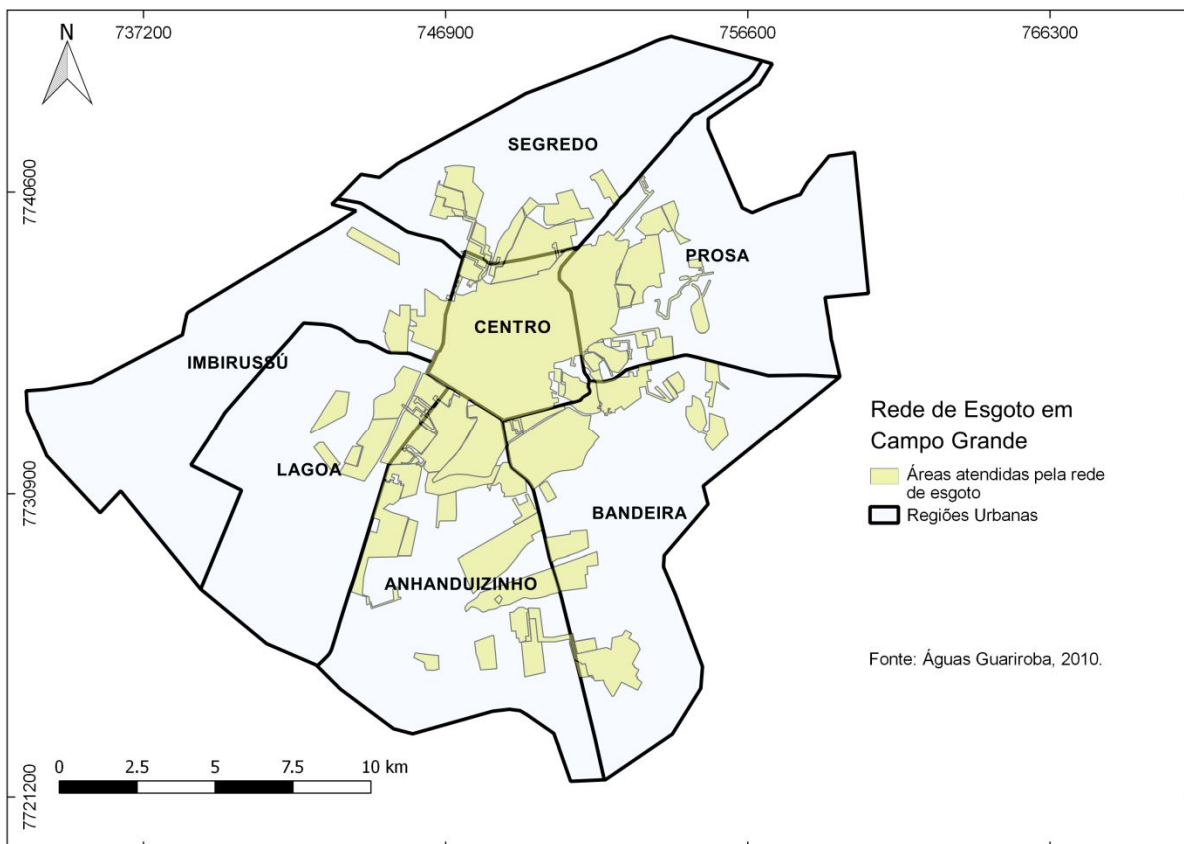 737200
746900
756600
766300
N
7740600
7730900
7721200
SEGREDO
PROSA
CENTRO
IMBIRUSSÚ
LAGOA
BANDEIRA
ANHANDUIZINHO
Rede de Esgoto em
Campo Grande
Áreas atendidas pela rede
de esgoto
Regiões Urbanas
Fonte: Águas Guariroba, 2010.
0 2.5 5 7.5 10 km